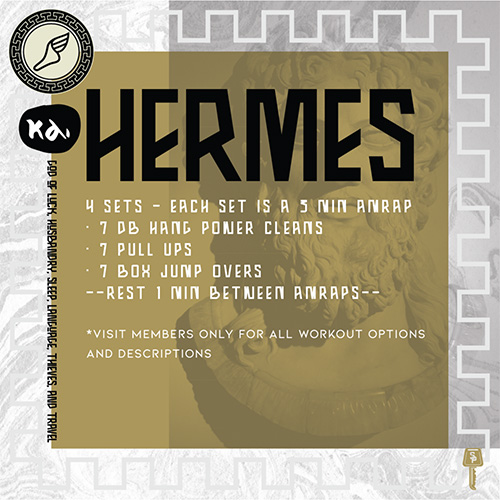 Ka.
HERMES
4 SETS - EACH SET IS A 3 MIN AMRAP
· 7 DB HANG POWER CLEANS
· 7 PULL UPS
· 7 BOX JUMP OVERS
--REST 1 MIN BETWEEN AMRAPS--
*VISIT MEMBERS ONLY FOR ALL WORKOUT OPTIONS
AND DESCRIPTIONS
GOD OF LUCK, HUSBANDRY, SLEEP, LANGUAGE, THIEVES, AND TRAVEL